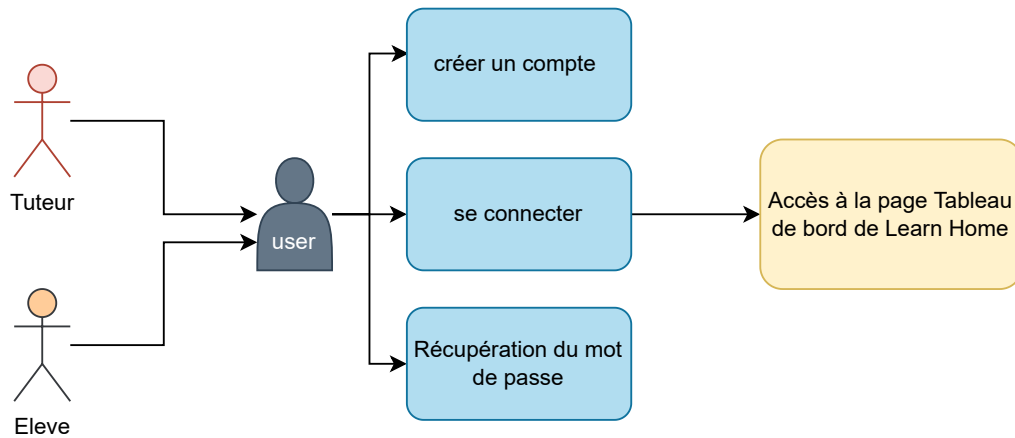 créer un compte
Tuteur
se connecter
user
Accès à la page Tableau
de bord de Learn Home
Récupération du mot
de passe
Eleve